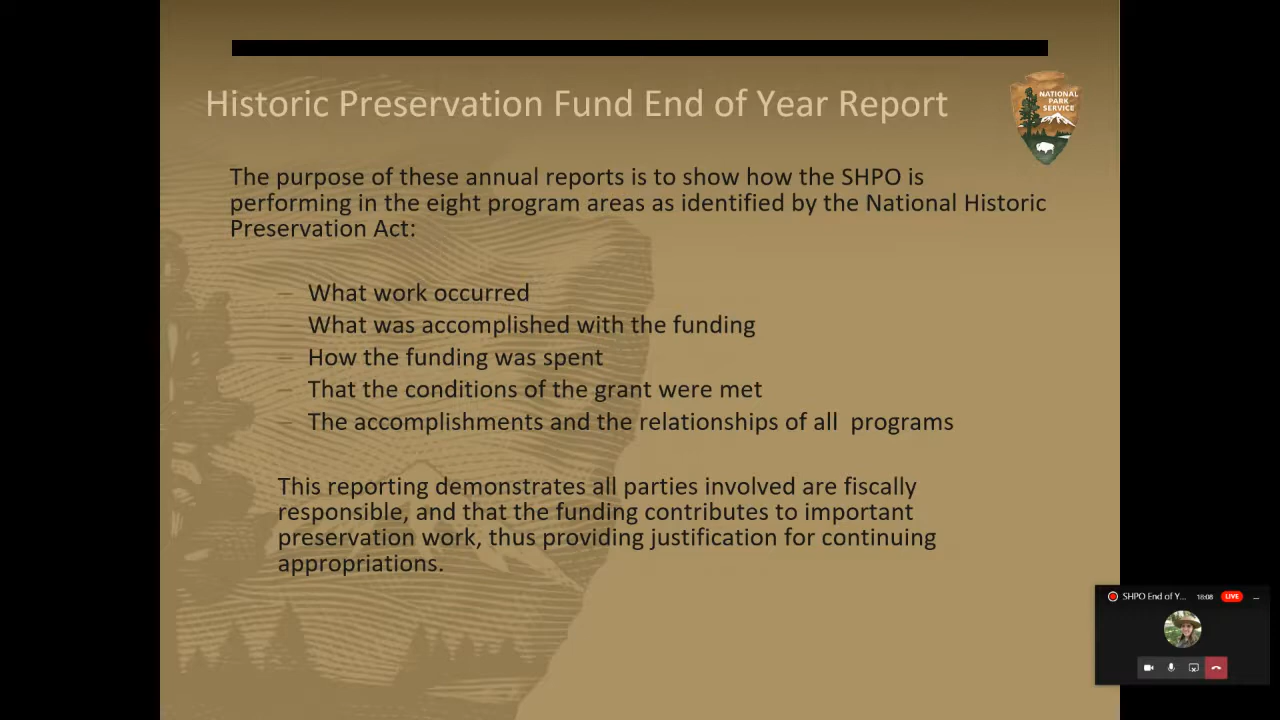 Historic Preservation Fund End of Year Report
NATIONAL
PARK
SERVICE
The purpose of these annual reports is to show how the SHPO is
performing in the eight program areas as identified by the National Historic
Preservation Act:
– What work occurred
– What was accomplished with the funding
– How the funding was spent
– That the conditions of the grant were met
– The accomplishments and the relationships of all  programs
This reporting demonstrates all parties involved are fiscally
responsible, and that the funding contributes to important
preservation work, thus providing justification for continuing
appropriations.
SHPO End of Y... 18:08 LIVE